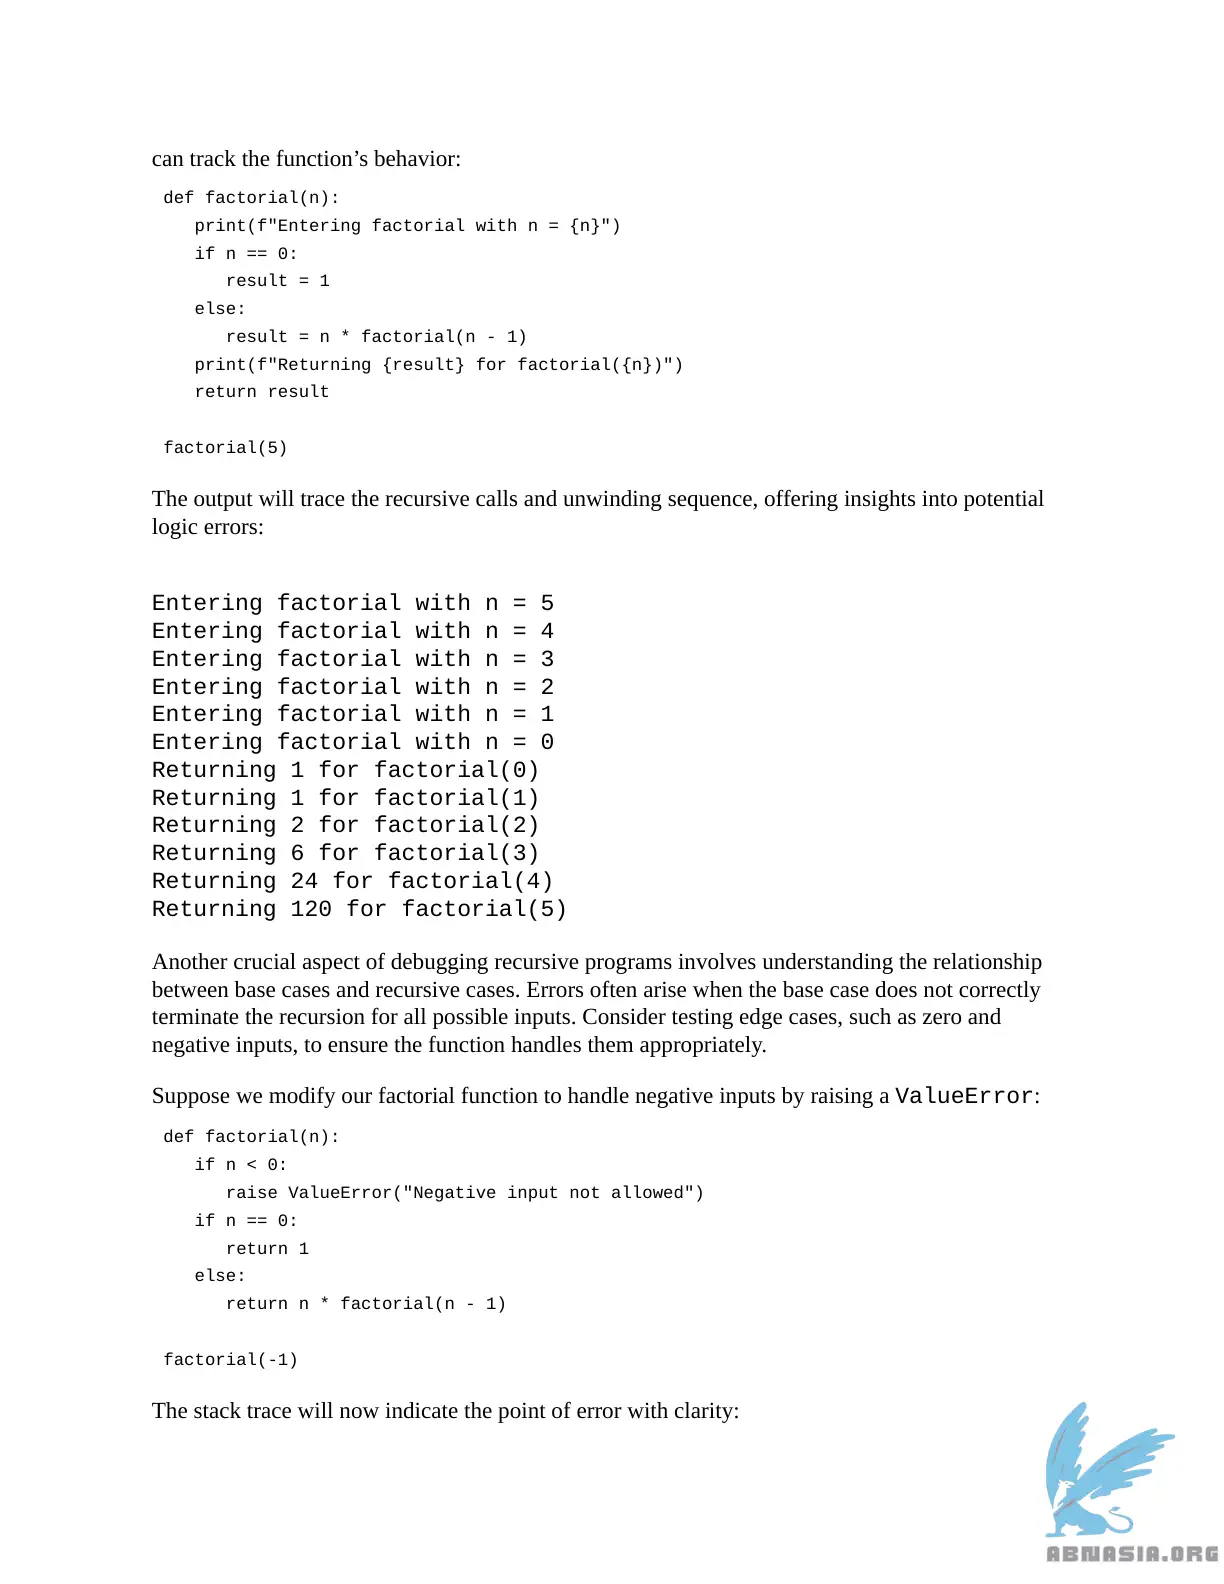 can track the function’s behavior:
def factorial(n):
   print(f"Entering factorial with n = {n}")
   if n == 0:
      result = 1
   else:
      result = n * factorial(n - 1)
   print(f"Returning {result} for factorial({n})")
   return result
factorial(5)
The output will trace the recursive calls and unwinding sequence, offering insights into potential
logic errors:
Entering factorial with n = 5
Entering factorial with n = 4
Entering factorial with n = 3
Entering factorial with n = 2
Entering factorial with n = 1
Entering factorial with n = 0
Returning 1 for factorial(0)
Returning 1 for factorial(1)
Returning 2 for factorial(2)
Returning 6 for factorial(3)
Returning 24 for factorial(4)
Returning 120 for factorial(5)
Another crucial aspect of debugging recursive programs involves understanding the relationship
between base cases and recursive cases. Errors often arise when the base case does not correctly
terminate the recursion for all possible inputs. Consider testing edge cases, such as zero and
negative inputs, to ensure the function handles them appropriately.
Suppose we modify our factorial function to handle negative inputs by raising a ValueError:
def factorial(n):
   if n < 0:
      raise ValueError("Negative input not allowed")
   if n == 0:
      return 1
   else:
      return n * factorial(n - 1)
factorial(-1)
The stack trace will now indicate the point of error with clarity:
ABNASIA.ORG